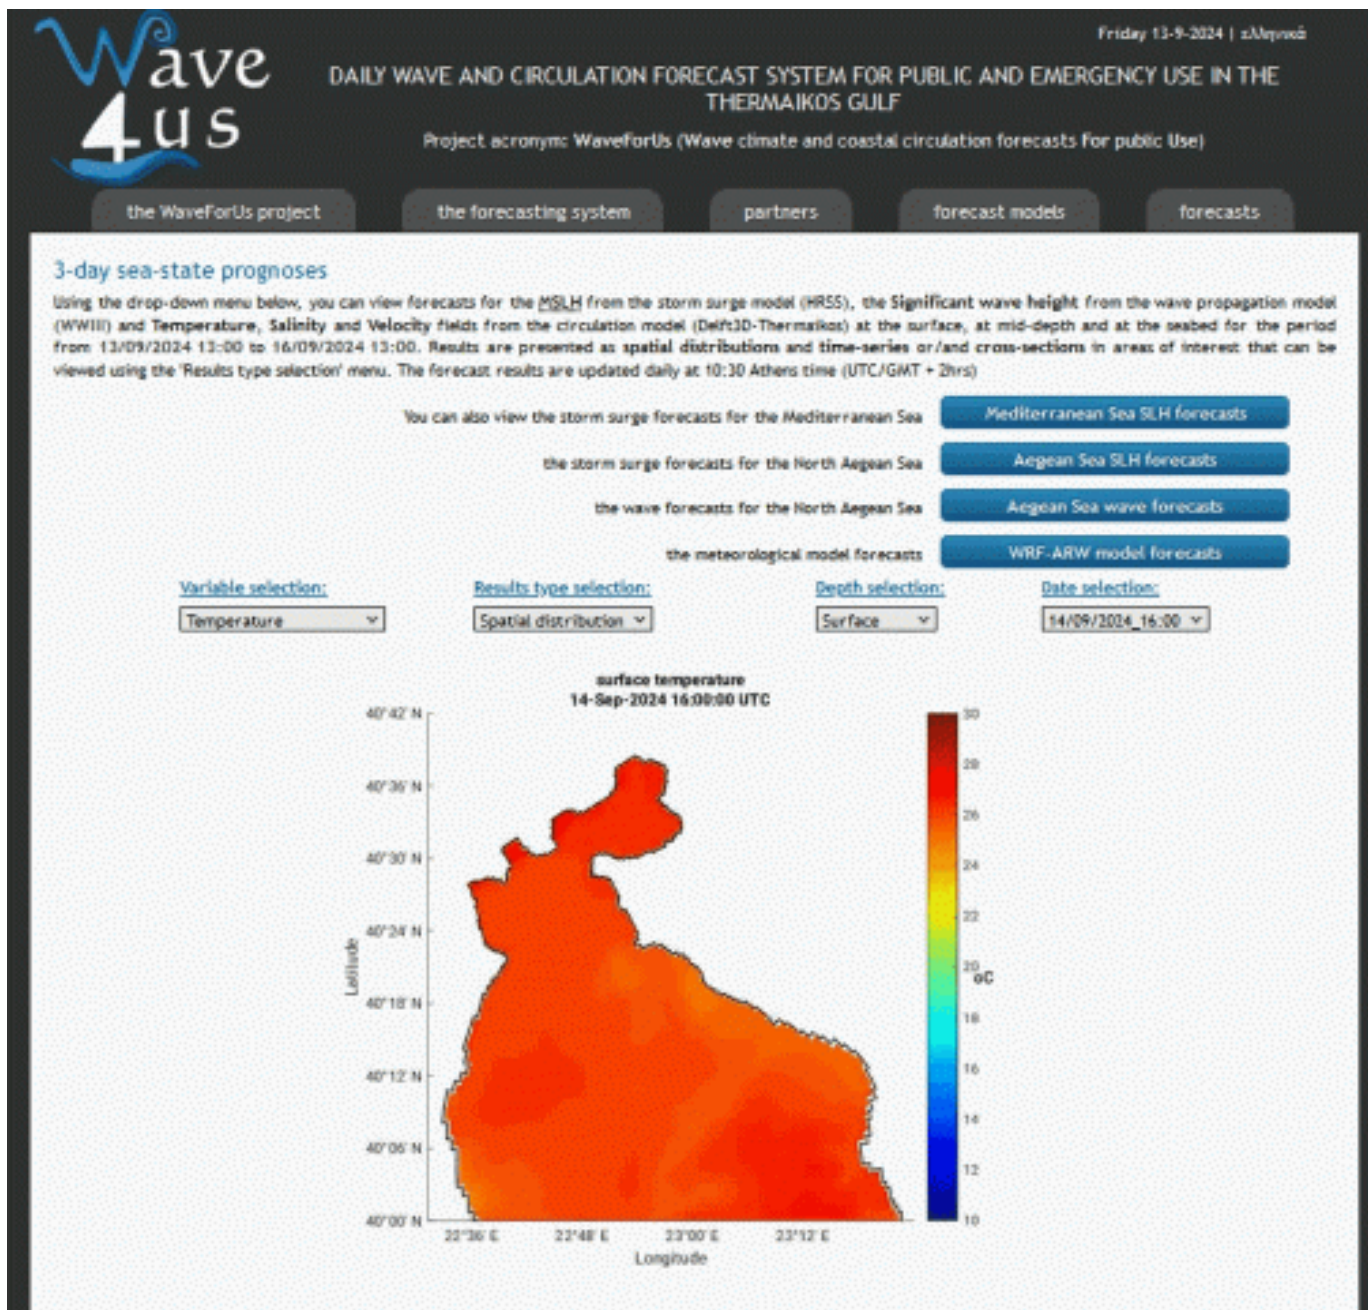 Wave
4us
Friday 13-9-2024 | ελληνικά
DAILY WAVE AND CIRCULATION FORECAST SYSTEM FOR PUBLIC AND EMERGENCY USE IN THE
THERMAIKOS GULF
Project acronym: WaveForUs (Wave climate and coastal circulation forecasts For public Use)
the WaveForUs project
the forecasting system
partners
forecast models
forecasts
3-day sea-state prognoses
Using the drop-down menu below, you can view forecasts for the MSLH from the storm surge model (HRSS), the Significant wave height from the wave propagation model
(WWIII) and Temperature, Salinity and Velocity fields from the circulation model (Delft3D-Thermaikos) at the surface, at mid-depth and at the seabed for the period
from 13/09/2024 13:00 to 16/09/2024 13:00. Results are presented as spatial distributions and time-series or/and cross-sections in areas of interest that can be
viewed using the 'Results type selection' menu. The forecast results are updated daily at 10:30 Athens time (UTC/GMT + 2hrs)
You can also view the storm surge forecasts for the Mediterranean Sea
Mediterranean Sea SLH forecasts
the storm surge forecasts for the North Aegean Sea
Aegean Sea SLH forecasts
the wave forecasts for the North Aegean Sea
Aegean Sea wave forecasts
the meteorological model forecasts
WRF-ARW model forecasts
Variable selection:
Results type selection:
Depth selection:
Date selection:
Temperature
Spatial distribution
Surface
14/09/2024_16:00
surface temperature
14-Sep-2024 16:00:00 UTC
40°42' N
40°36' N
40°30' N
40°24' N
40°18' N
40°12' N
40°06' N
40°00' N
Latitude
22°36' E
22°48' E
23°00' E
23°12' E
Longitude
30
28
26
24
22
20
18
16
14
12
10
oC